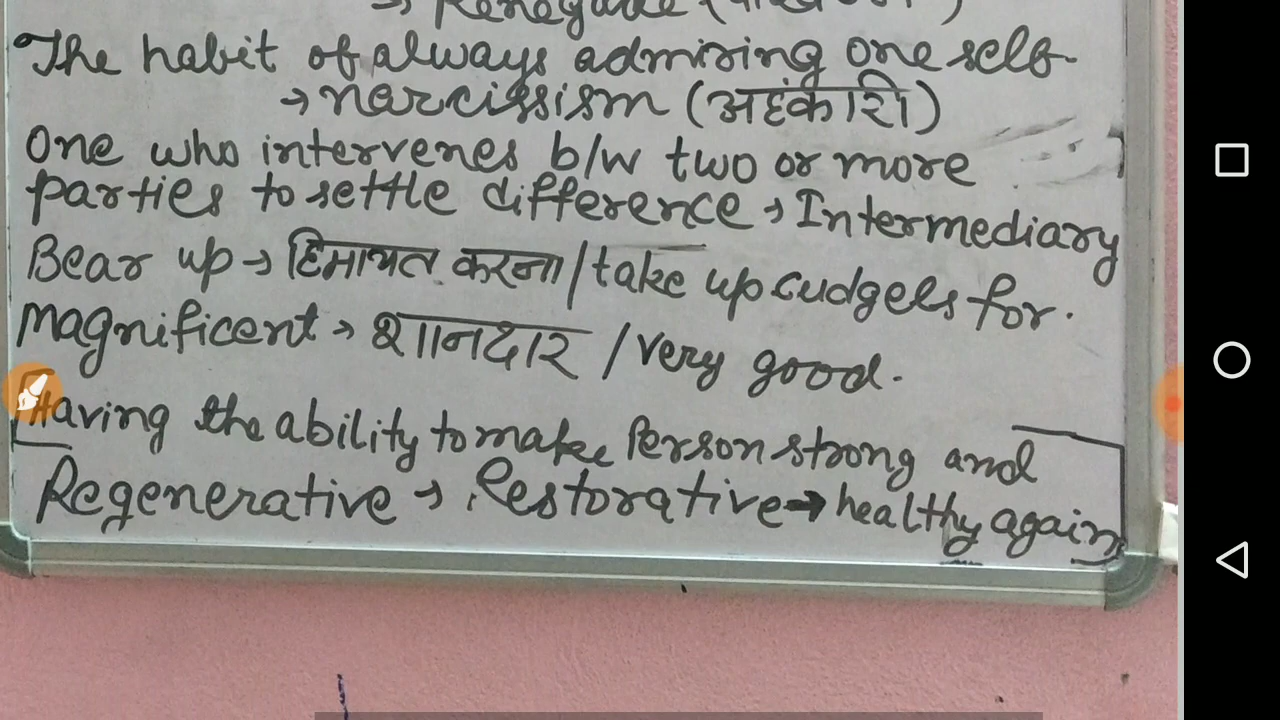 → Renegade (
The habit of always admiring one self.
→ narcissism (अहंकारी)
One who intervenes b/w two or more
parties to settle difference → Intermediary
Bear up → हिमायत करना / take up cudgels for.
Magnificent → शानदार / very good.
Having the ability to make Person strong and
Regenerative → Restorative → healthy again